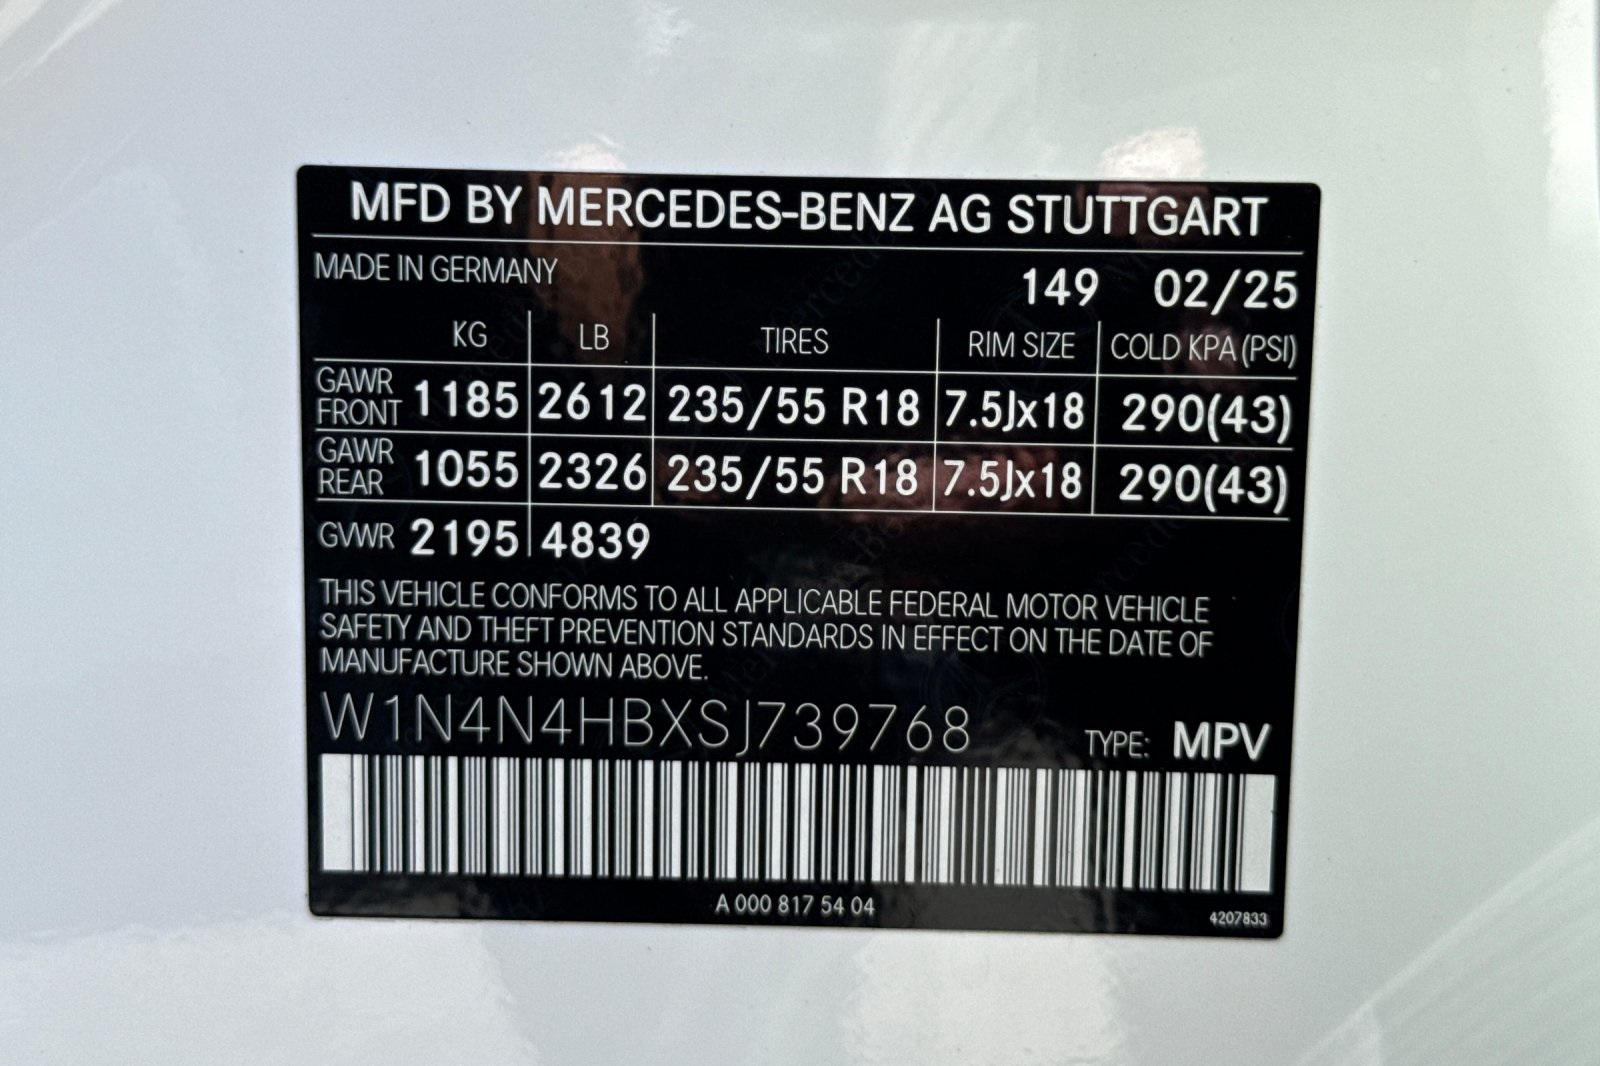 MFD BY MERCEDES-BENZ AG STUTTGART
MADE IN GERMANY 149 02/25
KG LB TIRES RIM SIZE COLD KPA (PSI)
GAWR FRONT 1185 2612 235/55 R18 7.5Jx18 290(43)
GAWR REAR 1055 2326 235/55 R18 7.5Jx18 290(43)
GVWR 2195 4839
THIS VEHICLE CONFORMS TO ALL APPLICABLE FEDERAL MOTOR VEHICLE
SAFETY AND THEFT PREVENTION STANDARDS IN EFFECT ON THE DATE OF
MANUFACTURE SHOWN ABOVE.
W1N4N4HBXSJ739768 TYPE: MPV
A 000 817 54 04
4207833